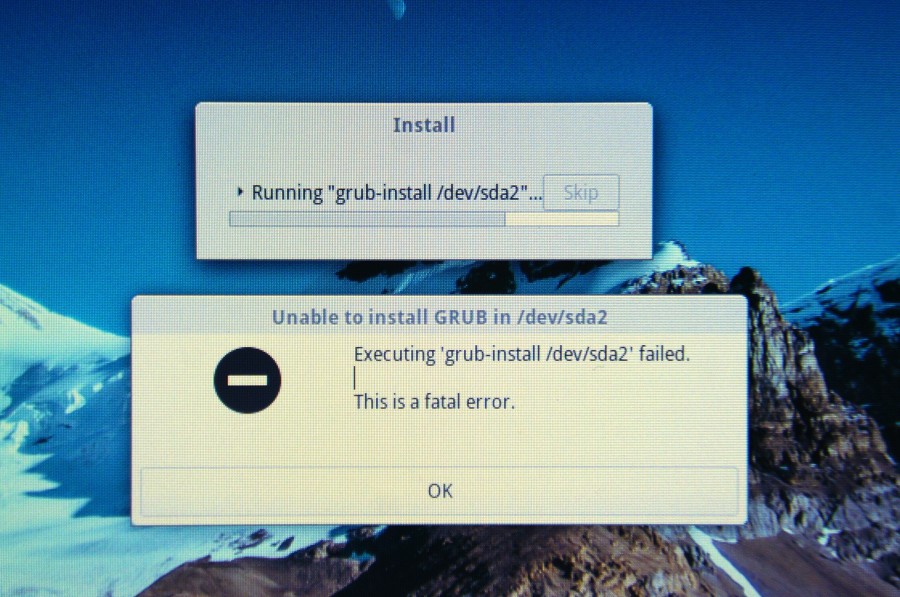 Install
Running "grub-install /dev/sda2"...
Skip
Unable to install GRUB in /dev/sda2
Executing 'grub-install /dev/sda2' failed.
This is a fatal error.
OK